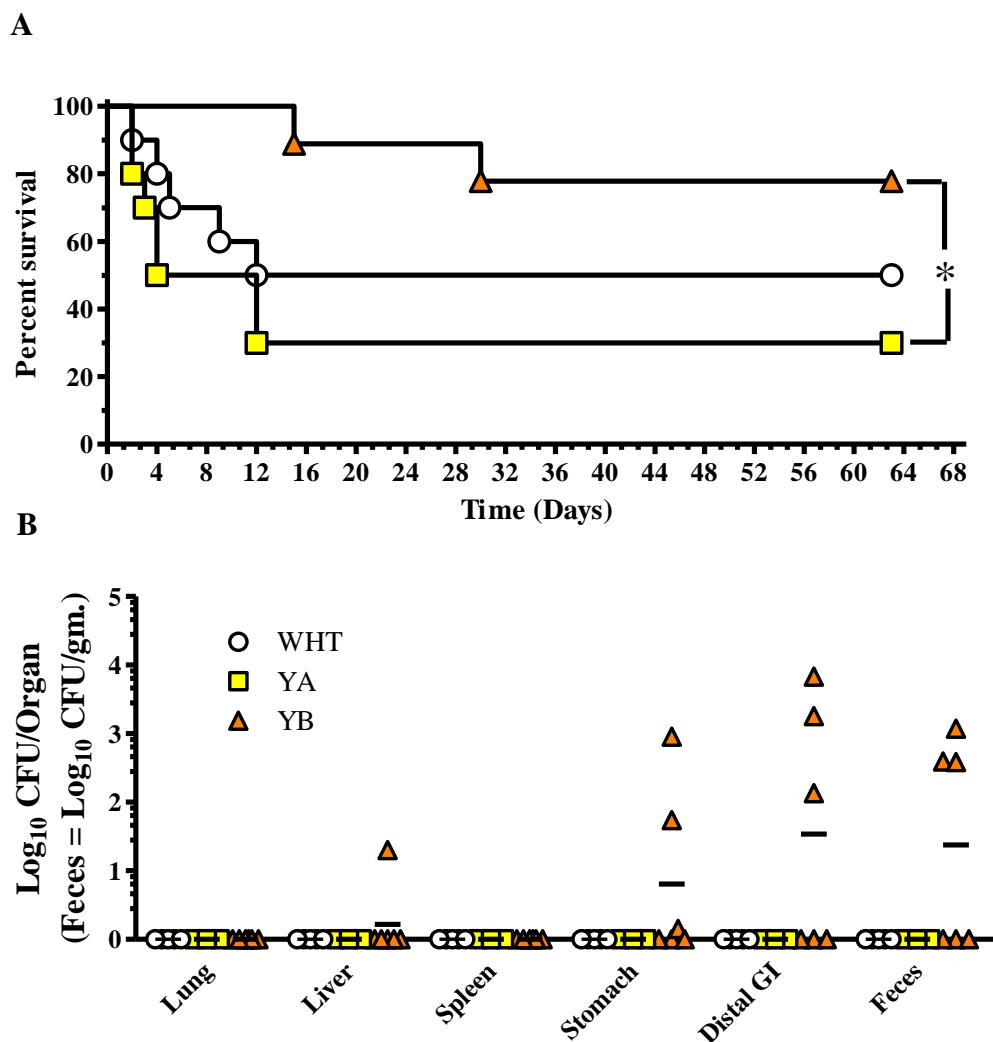 A
100
80
60
40
20
0
Percent survival
*
0 4 8 12 16 20 24 28 32 36 40 44 48 52 56 60 64 68
Time (Days)
B
Log10 CFU/Organ
(Feces = Log10 CFU/gm.)
5
4
3
2
1
0
WHT
YA
YB
Lung Liver Spleen Stomach Distal GI Feces